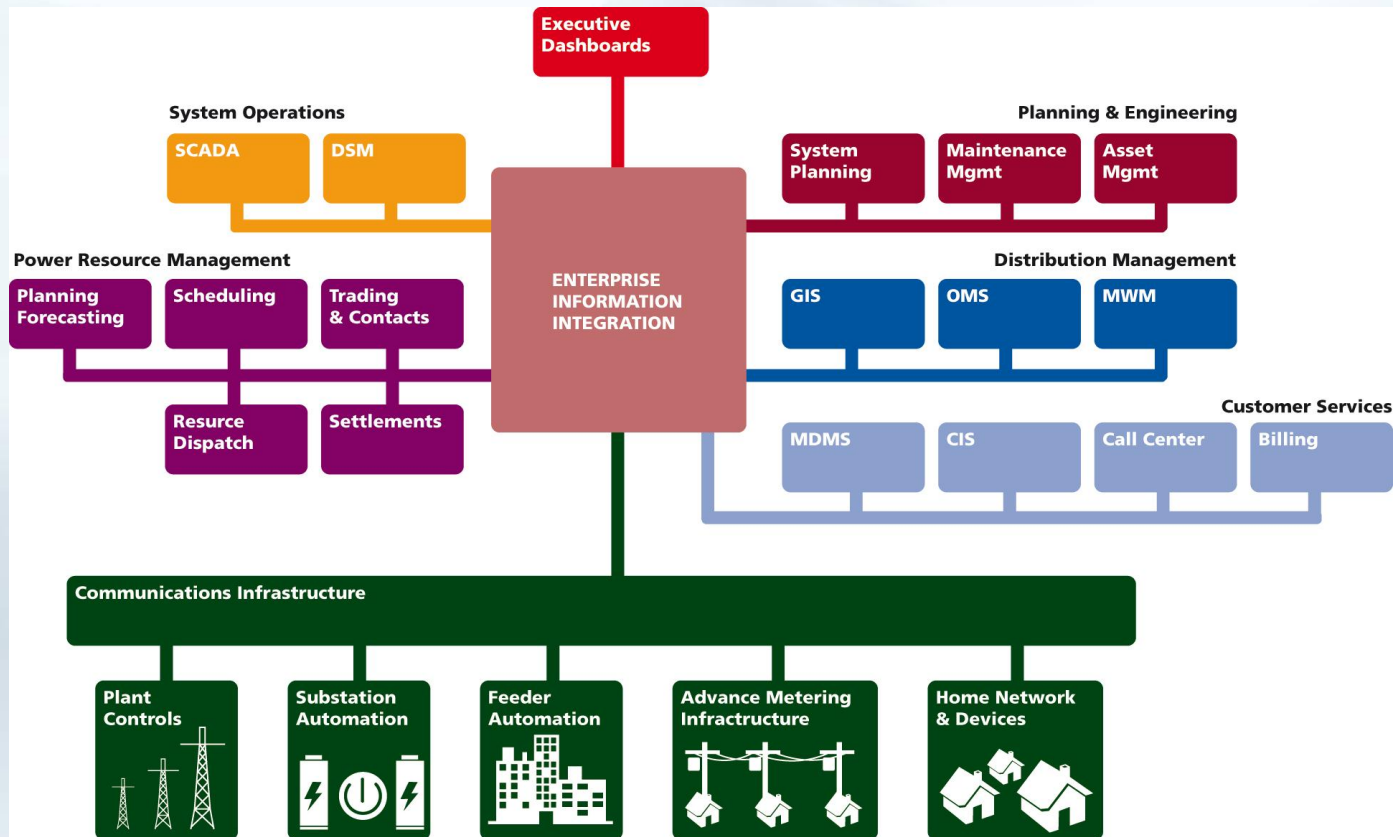 Executive
Dashboards
System Operations
SCADA
DSM
Planning & Engineering
System
Planning
Maintenance
Mgmt
Asset
Mgmt
Power Resource Management
Planning
Forecasting
Scheduling
Trading
& Contacts
Resurce
Dispatch
Settlements
ENTERPRISE
INFORMATION
INTEGRATION
Distribution Management
GIS
OMS
MWM
Customer Services
MDMS
CIS
Call Center
Billing
Communications Infrastructure
Plant
Controls
Substation
Automation
Feeder
Automation
Advance Metering
Infractructure
Home Network
& Devices